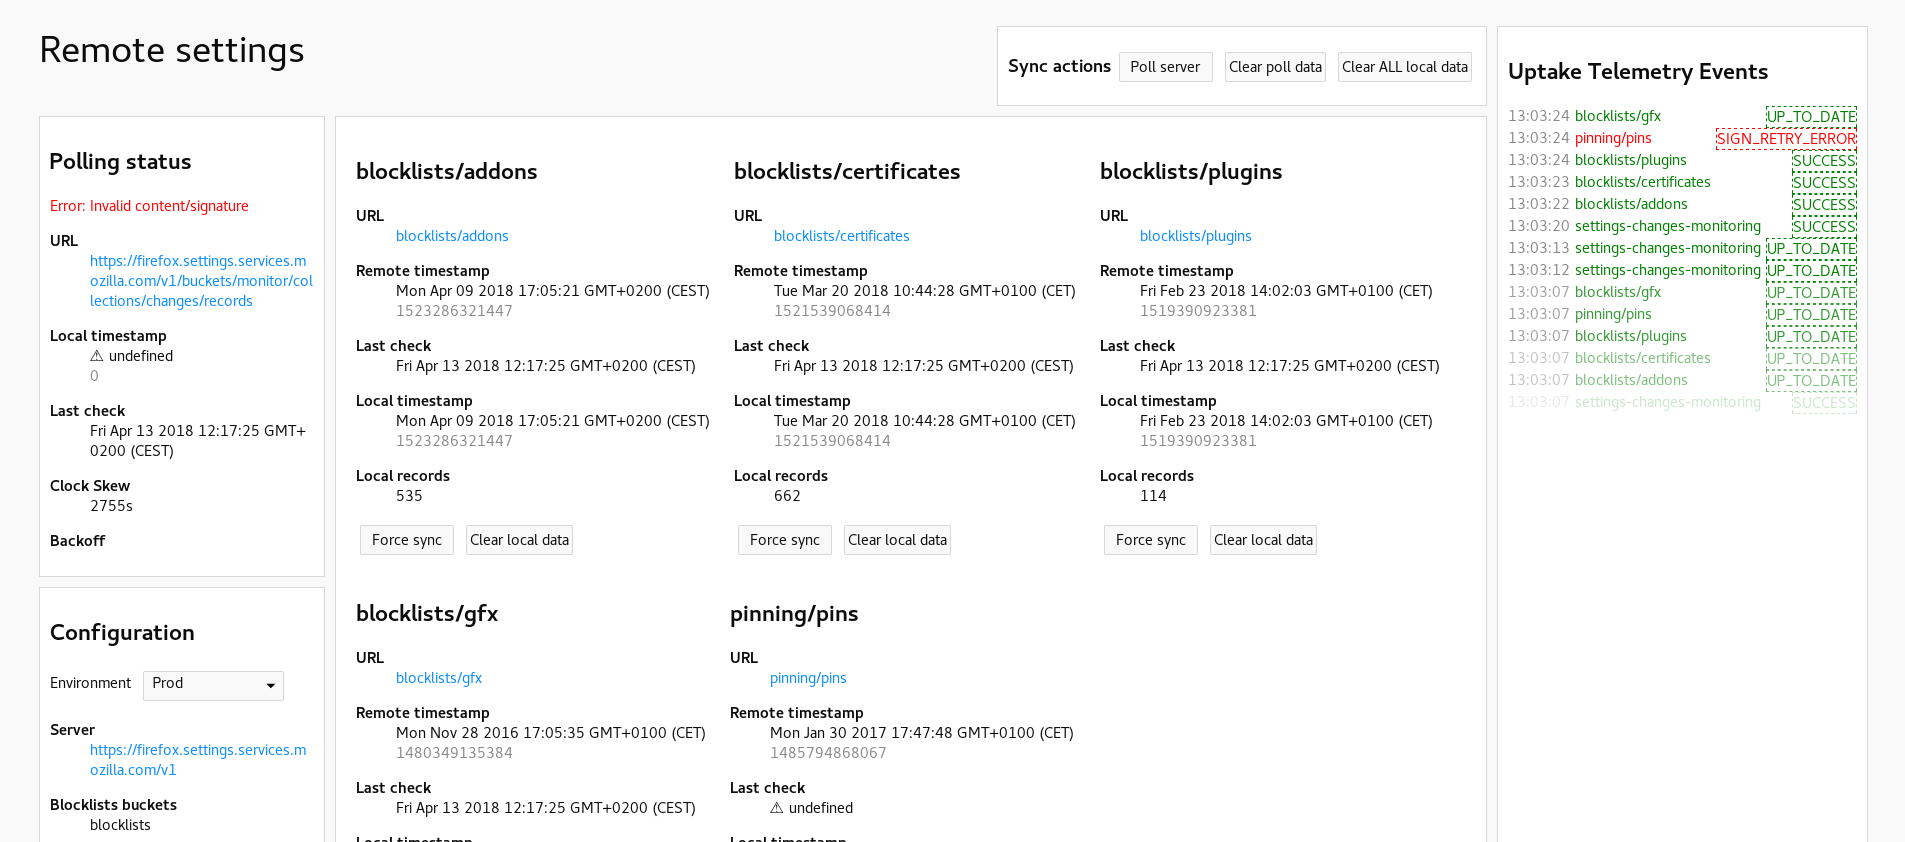 Remote settings
Sync actions Poll server Clear poll data Clear ALL local data
Polling status
Error: Invalid content/signature
URL
https://firefox.settings.services.m
ozilla.com/v1/buckets/monitor/col
lections/changes/records
Local timestamp
⚠ undefined
0
Last check
Fri Apr 13 2018 12:17:25 GMT+
0200 (CEST)
Clock Skew
2755s
Backoff
Configuration
Environment Prod
Server
https://firefox.settings.services.m
ozilla.com/v1
Blocklists buckets
blocklists
blocklists/addons
URL
blocklists/addons
Remote timestamp
Mon Apr 09 2018 17:05:21 GMT+0200 (CEST)
1523286321447
Last check
Fri Apr 13 2018 12:17:25 GMT+0200 (CEST)
Local timestamp
Mon Apr 09 2018 17:05:21 GMT+0200 (CEST)
1523286321447
Local records
535
Force sync Clear local data
blocklists/certificates
URL
blocklists/certificates
Remote timestamp
Tue Mar 20 2018 10:44:28 GMT+0100 (CET)
1521539068414
Last check
Fri Apr 13 2018 12:17:25 GMT+0200 (CEST)
Local timestamp
Tue Mar 20 2018 10:44:28 GMT+0100 (CET)
1521539068414
Local records
662
Force sync Clear local data
blocklists/plugins
URL
blocklists/plugins
Remote timestamp
Fri Feb 23 2018 14:02:03 GMT+0100 (CET)
1519390923381
Last check
Fri Apr 13 2018 12:17:25 GMT+0200 (CEST)
Local timestamp
Fri Feb 23 2018 14:02:03 GMT+0100 (CET)
1519390923381
Local records
114
Force sync Clear local data
blocklists/gfx
URL
blocklists/gfx
Remote timestamp
Mon Nov 28 2016 17:05:35 GMT+0100 (CET)
1480349135384
Last check
Fri Apr 13 2018 12:17:25 GMT+0200 (CEST)
Local timestamp
pinning/pins
URL
pinning/pins
Remote timestamp
Mon Jan 30 2017 17:47:48 GMT+0100 (CET)
1485794868067
Last check
⚠ undefined
Local timestamp
Uptake Telemetry Events
13:03:24 blocklists/gfx UP_TO_DATE
13:03:24 pinning/pins SIGN_RETRY_ERROR
13:03:24 blocklists/plugins SUCCESS
13:03:23 blocklists/certificates SUCCESS
13:03:22 blocklists/addons SUCCESS
13:03:20 settings-changes-monitoring SUCCESS
13:03:13 settings-changes-monitoring UP_TO_DATE
13:03:12 settings-changes-monitoring UP_TO_DATE
13:03:07 blocklists/gfx UP_TO_DATE
13:03:07 pinning/pins UP_TO_DATE
13:03:07 blocklists/plugins UP_TO_DATE
13:03:07 blocklists/certificates UP_TO_DATE
13:03:07 blocklists/addons UP_TO_DATE
13:03:07 settings-changes-monitoring SUCCESS